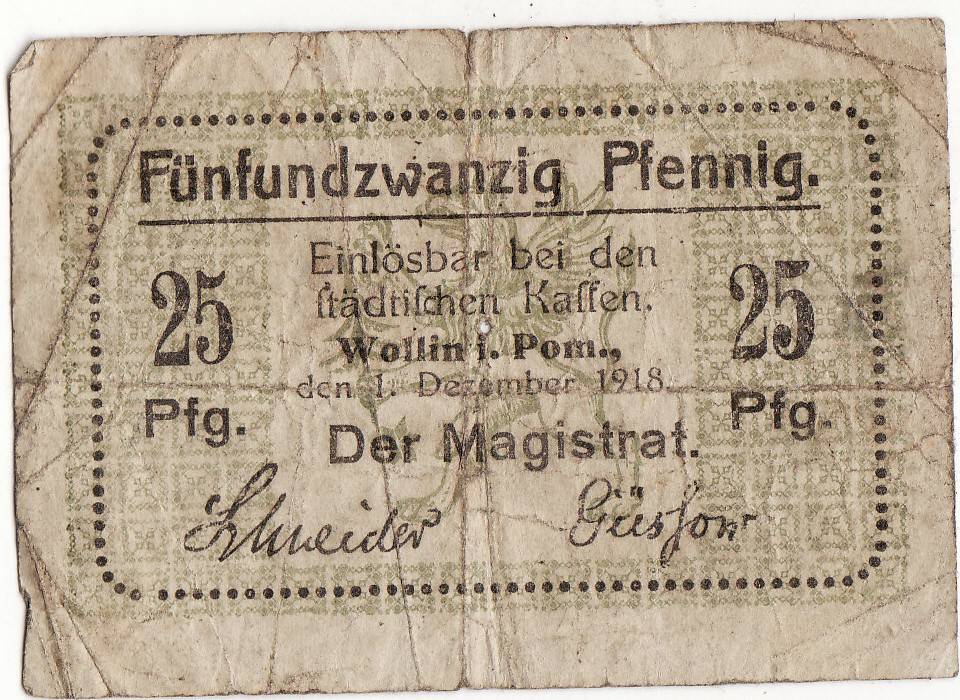 Fünfundzwanzig Pfennig.
Einlösbar bei den
ſtädtiſchen Kaſſen.
25 25
Wollin i. Pom.,
den 1. Dezember 1918.
Pfg. Pfg.
Der Magistrat.
Schneider Güssow